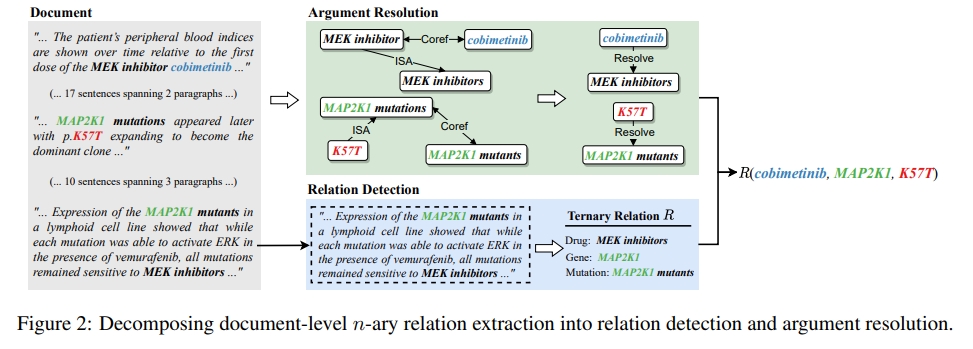 Document
"... The patient's peripheral blood indices
are shown over time relative to the first
dose of the MEK inhibitor cobimetinib ..."
(... 17 sentences spanning 2 paragraphs ...)
"... MAP2K1 mutations appeared later
with p.K57T expanding to become the
dominant clone ..."
(... 10 sentences spanning 3 paragraphs ...)
"... Expression of the MAP2K1 mutants in
a lymphoid cell line showed that while
each mutation was able to activate ERK in
the presence of vemurafenib, all mutations
remained sensitive to MEK inhibitors ..."
Argument Resolution
MEK inhibitor
Coref
cobimetinib
ISA
MEK inhibitors
MAP2K1 mutations
ISA
Coref
K57T
MAP2K1 mutants
cobimetinib
Resolve
MEK inhibitors
K57T
Resolve
MAP2K1 mutants
Relation Detection
"... Expression of the MAP2K1 mutants in
a lymphoid cell line showed that while
each mutation was able to activate ERK in
the presence of vemurafenib, all mutations
remained sensitive to MEK inhibitors ..."
Ternary Relation R
Drug: MEK inhibitors
Gene: MAP2K1
Mutation: MAP2K1 mutants
R(cobimetinib, MAP2K1, K57T)
Figure 2: Decomposing document-level n-ary relation extraction into relation detection and argument resolution.